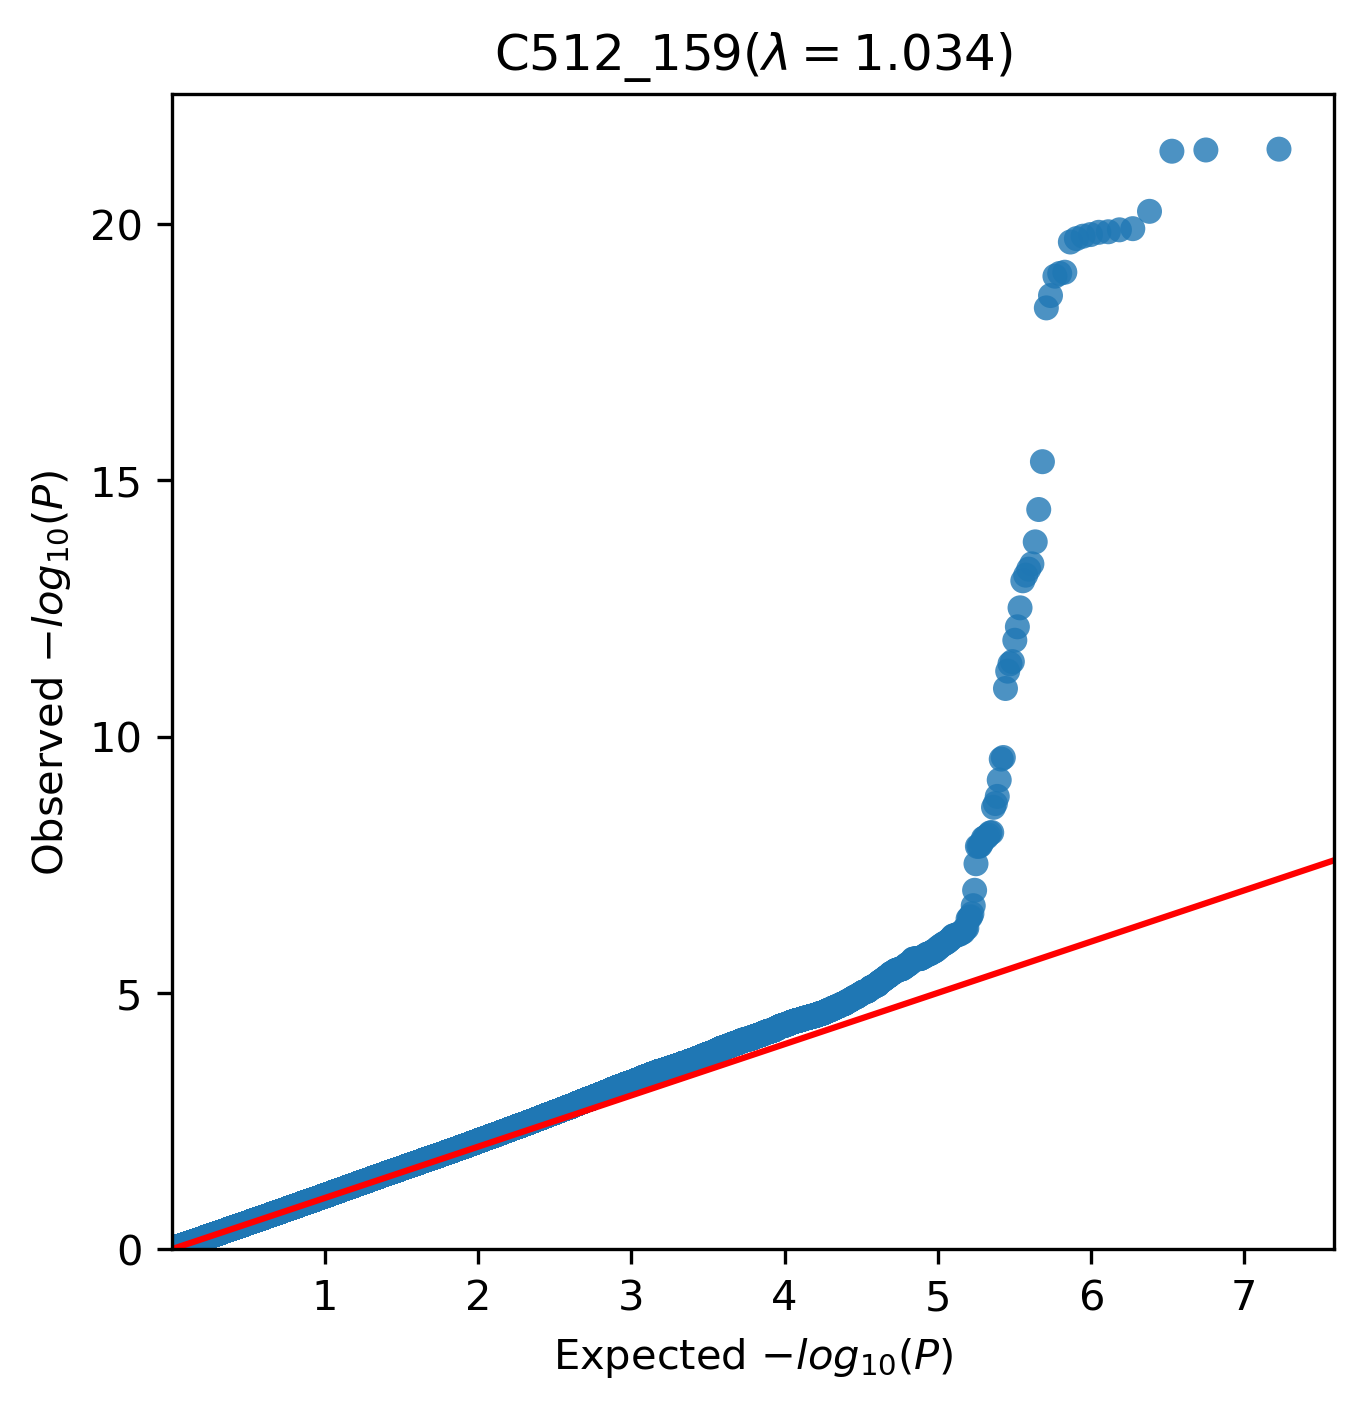 C512_159(λ = 1.034)
Observed −log₁₀(P)
20
15
10
5
0
1 2 3 4 5 6 7
Expected −log₁₀(P)